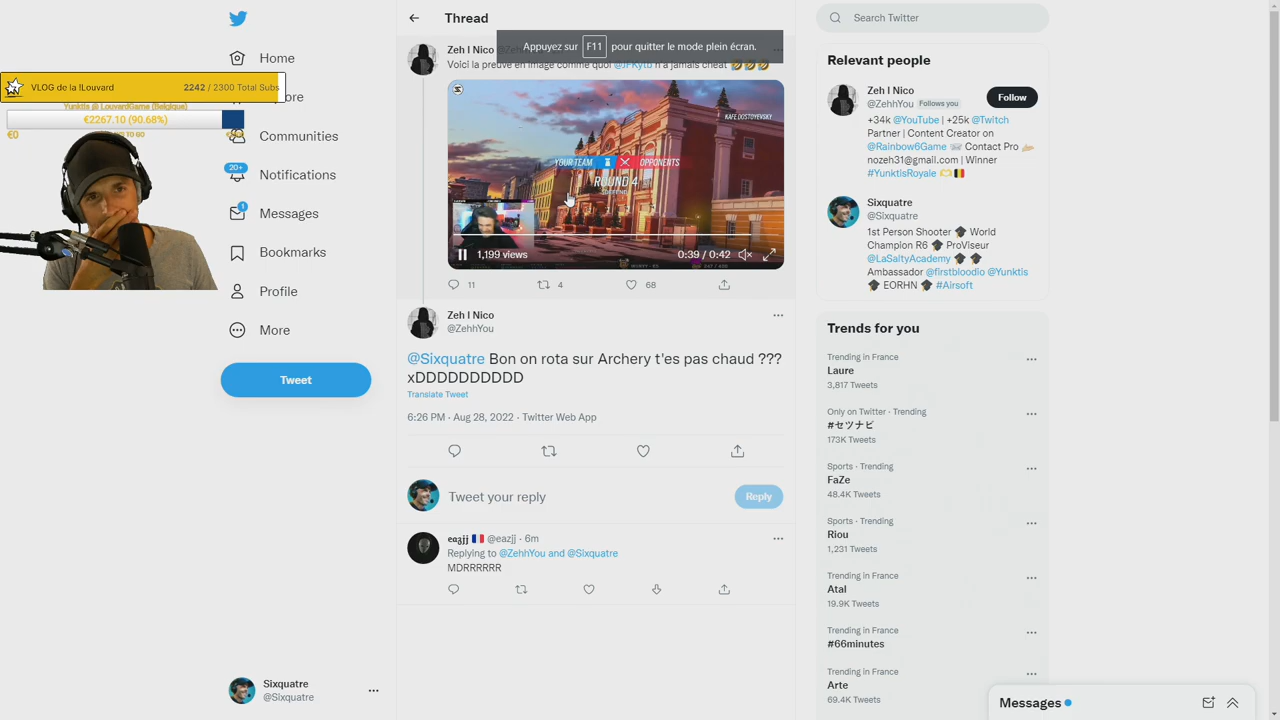 Home
VLOG de la !Louvard
2242 / 2300 Total Subs
Yunktis @ LouvardGame (Belgique)
€2267.10 (90.68%)
€0
Communities
20+
Notifications
1
Messages
Bookmarks
Profile
More
Tweet
Sixquatre
@Sixquatre
Thread
Appuyez sur F11 pour quitter le mode plein écran.
Zeh I Nico
Voici la preuve en image comme quoi @JFKytb n'a jamais cheat 🤣🤣🤣
KAFE DOSTOYEVSKY
YOUR TEAM
OPPONENTS
ROUND 4
1,199 views
0:39 / 0:42
11
4
68
Zeh I Nico
@ZehhYou
@Sixquatre Bon on rota sur Archery t'es pas chaud ???
xDDDDDDDDDD
Translate Tweet
6:26 PM · Aug 28, 2022 · Twitter Web App
Tweet your reply
Reply
eazjj 🇫🇷 @eazjj · 6m
Replying to @ZehhYou and @Sixquatre
MDRRRRRR
Search Twitter
Relevant people
Zeh I Nico
@ZehhYou Follows you
Follow
+34k @YouTube | +25k @Twitch
Partner | Content Creator on
@Rainbow6Game 📨 Contact Pro 👉
nozeh31@gmail.com | Winner
#YunktisRoyale 🫶🇧🇪
Sixquatre
@Sixquatre
1st Person Shooter 🎓 World
Champion R6 🎓 ProViseur
@LaSaltyAcademy 🎓 🎓
Ambassador @firstbloodio @Yunktis
🎓 EORHN 🎓 #Airsoft
Trends for you
Trending in France
Laure
3,817 Tweets
Only on Twitter · Trending
#セツナビ
173K Tweets
Sports · Trending
FaZe
48.4K Tweets
Sports · Trending
Riou
1,231 Tweets
Trending in France
Atal
19.9K Tweets
Trending in France
#66minutes
Trending in France
Arte
69.4K Tweets
Messages